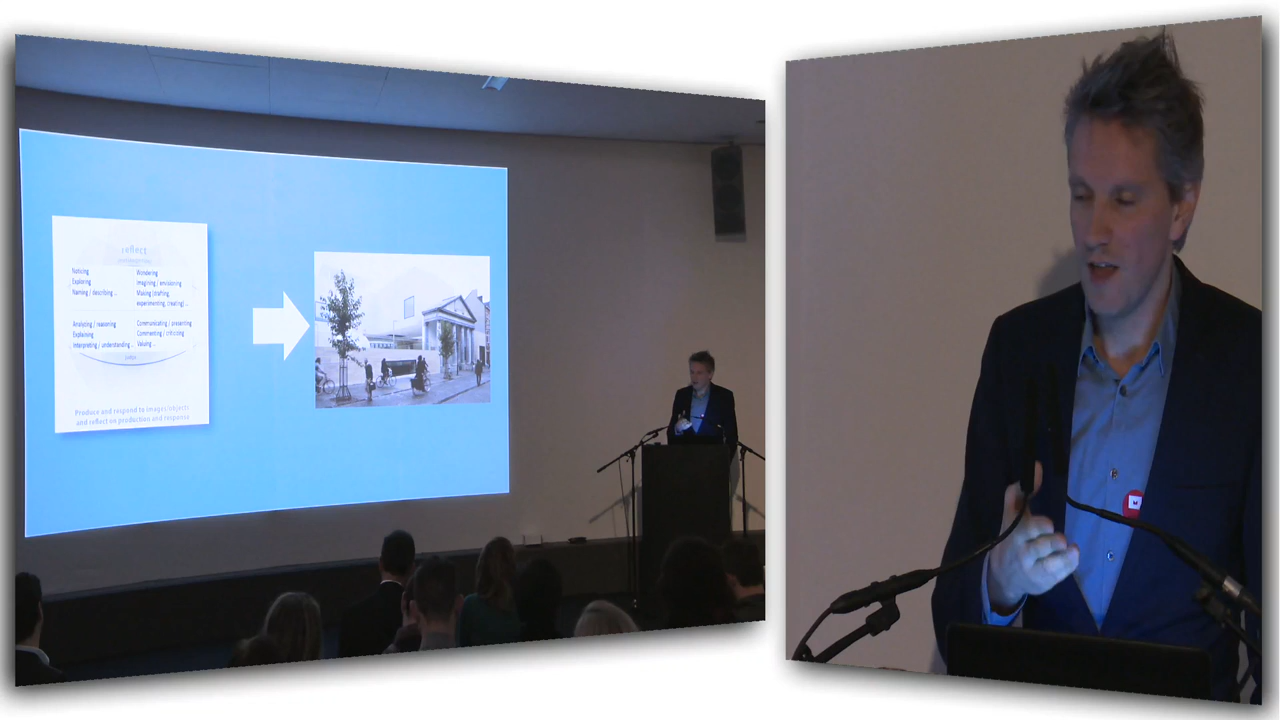 reflect
Noticing
Exploring
Naming / describing ..
Wondering
Imagining / envisioning
Making (drafting,
experimenting, creating) ...
Analyzing / reasoning
Explaining
Interpreting / understanding ..
Communicating / presenting
Commenting / criticizing
Valuing ..
Produce and respond to images/objects
and reflect on production and response
M